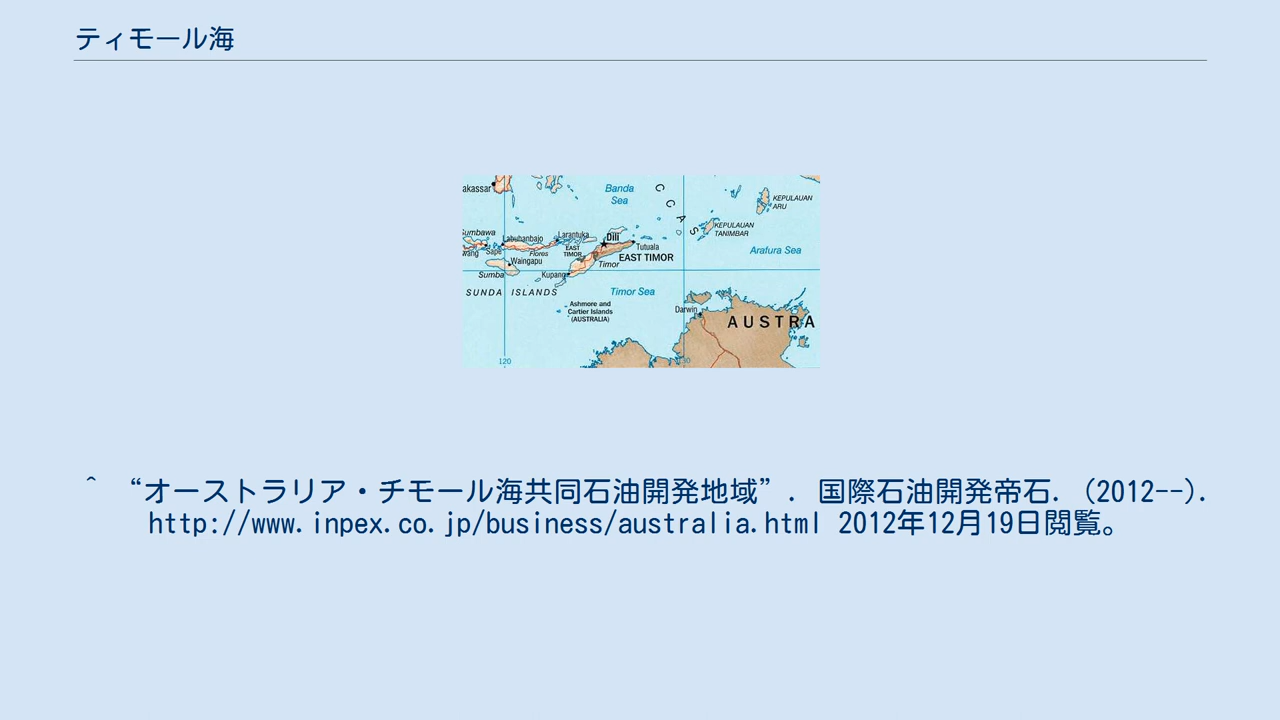 ティモール海
akassar
Banda
Sea
C
C
A
S
KEPULAUAN
ARU
KEPULAUAN
TANIMBAR
Sumbawa
Labuhanbajo
Larantuka
Dili
Sape
Flores
EAST
TIMOR
Tutuala
EAST TIMOR
Arafura Sea
Waingapu
Timor
Sumba
Kupang
SUNDA ISLANDS
Timor Sea
Ashmore and
Cartier Islands
(AUSTRALIA)
Darwin
AUSTRA
120
^ “オーストラリア・チモール海共同石油開発地域”. 国際石油開発帝石. (2012--).
http://www.inpex.co.jp/business/australia.html 2012年12月19日閲覧。